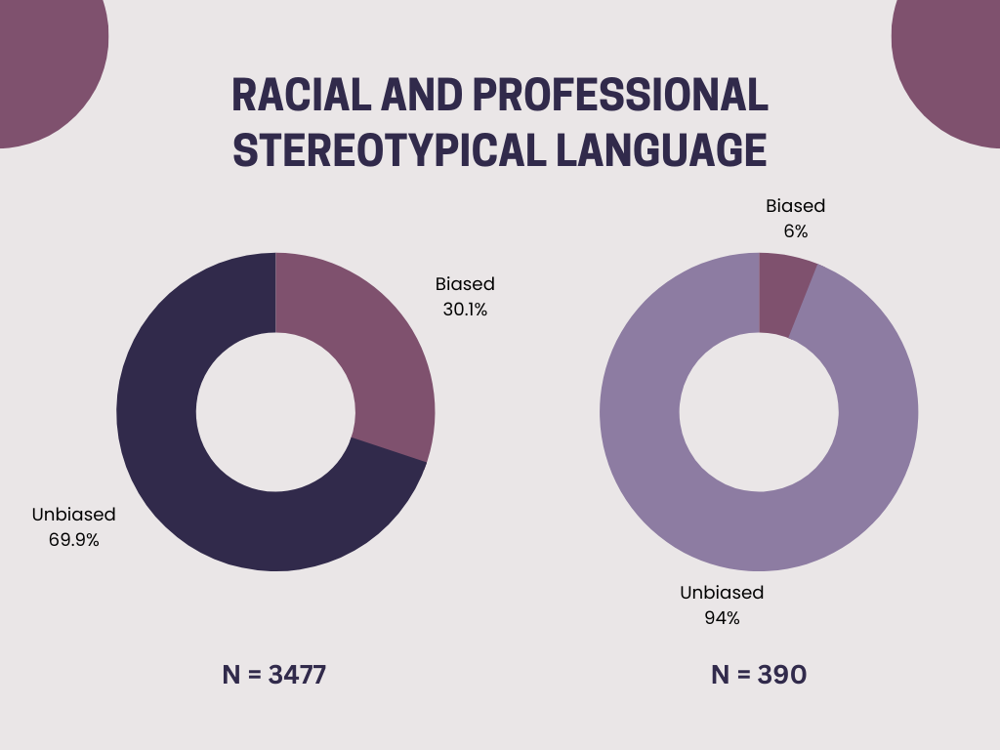 RACIAL AND PROFESSIONAL
STEREOTYPICAL LANGUAGE
Biased
30.1%
Unbiased
69.9%
N = 3477
Biased
6%
Unbiased
94%
N = 390